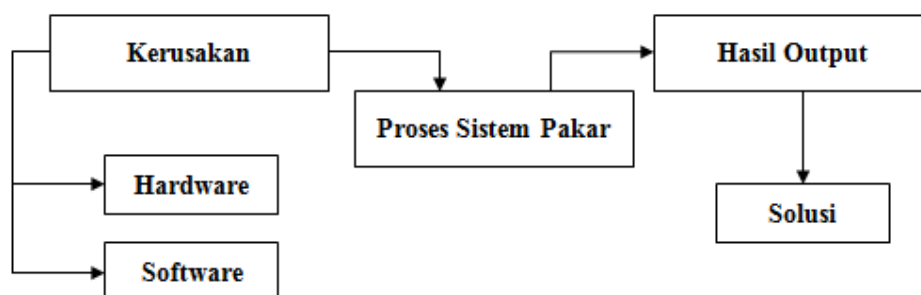 Kerusakan
Hasil Output
Proses Sistem Pakar
Hardware
Solusi
Software